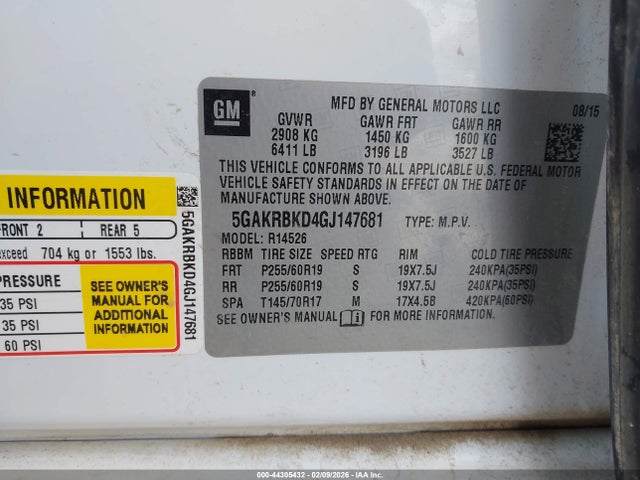 INFORMATION
FRONT 2 REAR 5
exceed 704 kg or 1553 lbs.
PRESSURE
35 PSI
35 PSI
60 PSI
SEE OWNER'S
MANUAL FOR
ADDITIONAL
INFORMATION
5GAKRBKD4GJ147681
GM ®
MFD BY GENERAL MOTORS LLC 08/15
GVWR GAWR FRT GAWR RR
2908 KG 1450 KG 1600 KG
6411 LB 3196 LB 3527 LB
THIS VEHICLE CONFORMS TO ALL APPLICABLE U.S. FEDERAL MOTOR
VEHICLE SAFETY STANDARDS IN EFFECT ON THE DATE OF
MANUFACTURE SHOWN ABOVE.
5GAKRBKD4GJ147681 TYPE: M.P.V.
MODEL: R14526
RBBM TIRE SIZE SPEED RTG RIM COLD TIRE PRESSURE
FRT P255/60R19 S 19X7.5J 240KPA(35PSI)
RR P255/60R19 S 19X7.5J 240KPA(35PSI)
SPA T145/70R17 M 17X4.5B 420KPA(60PSI)
SEE OWNER'S MANUAL FOR MORE INFORMATION
000-44305432 - 02/09/2026 - IAA Inc.